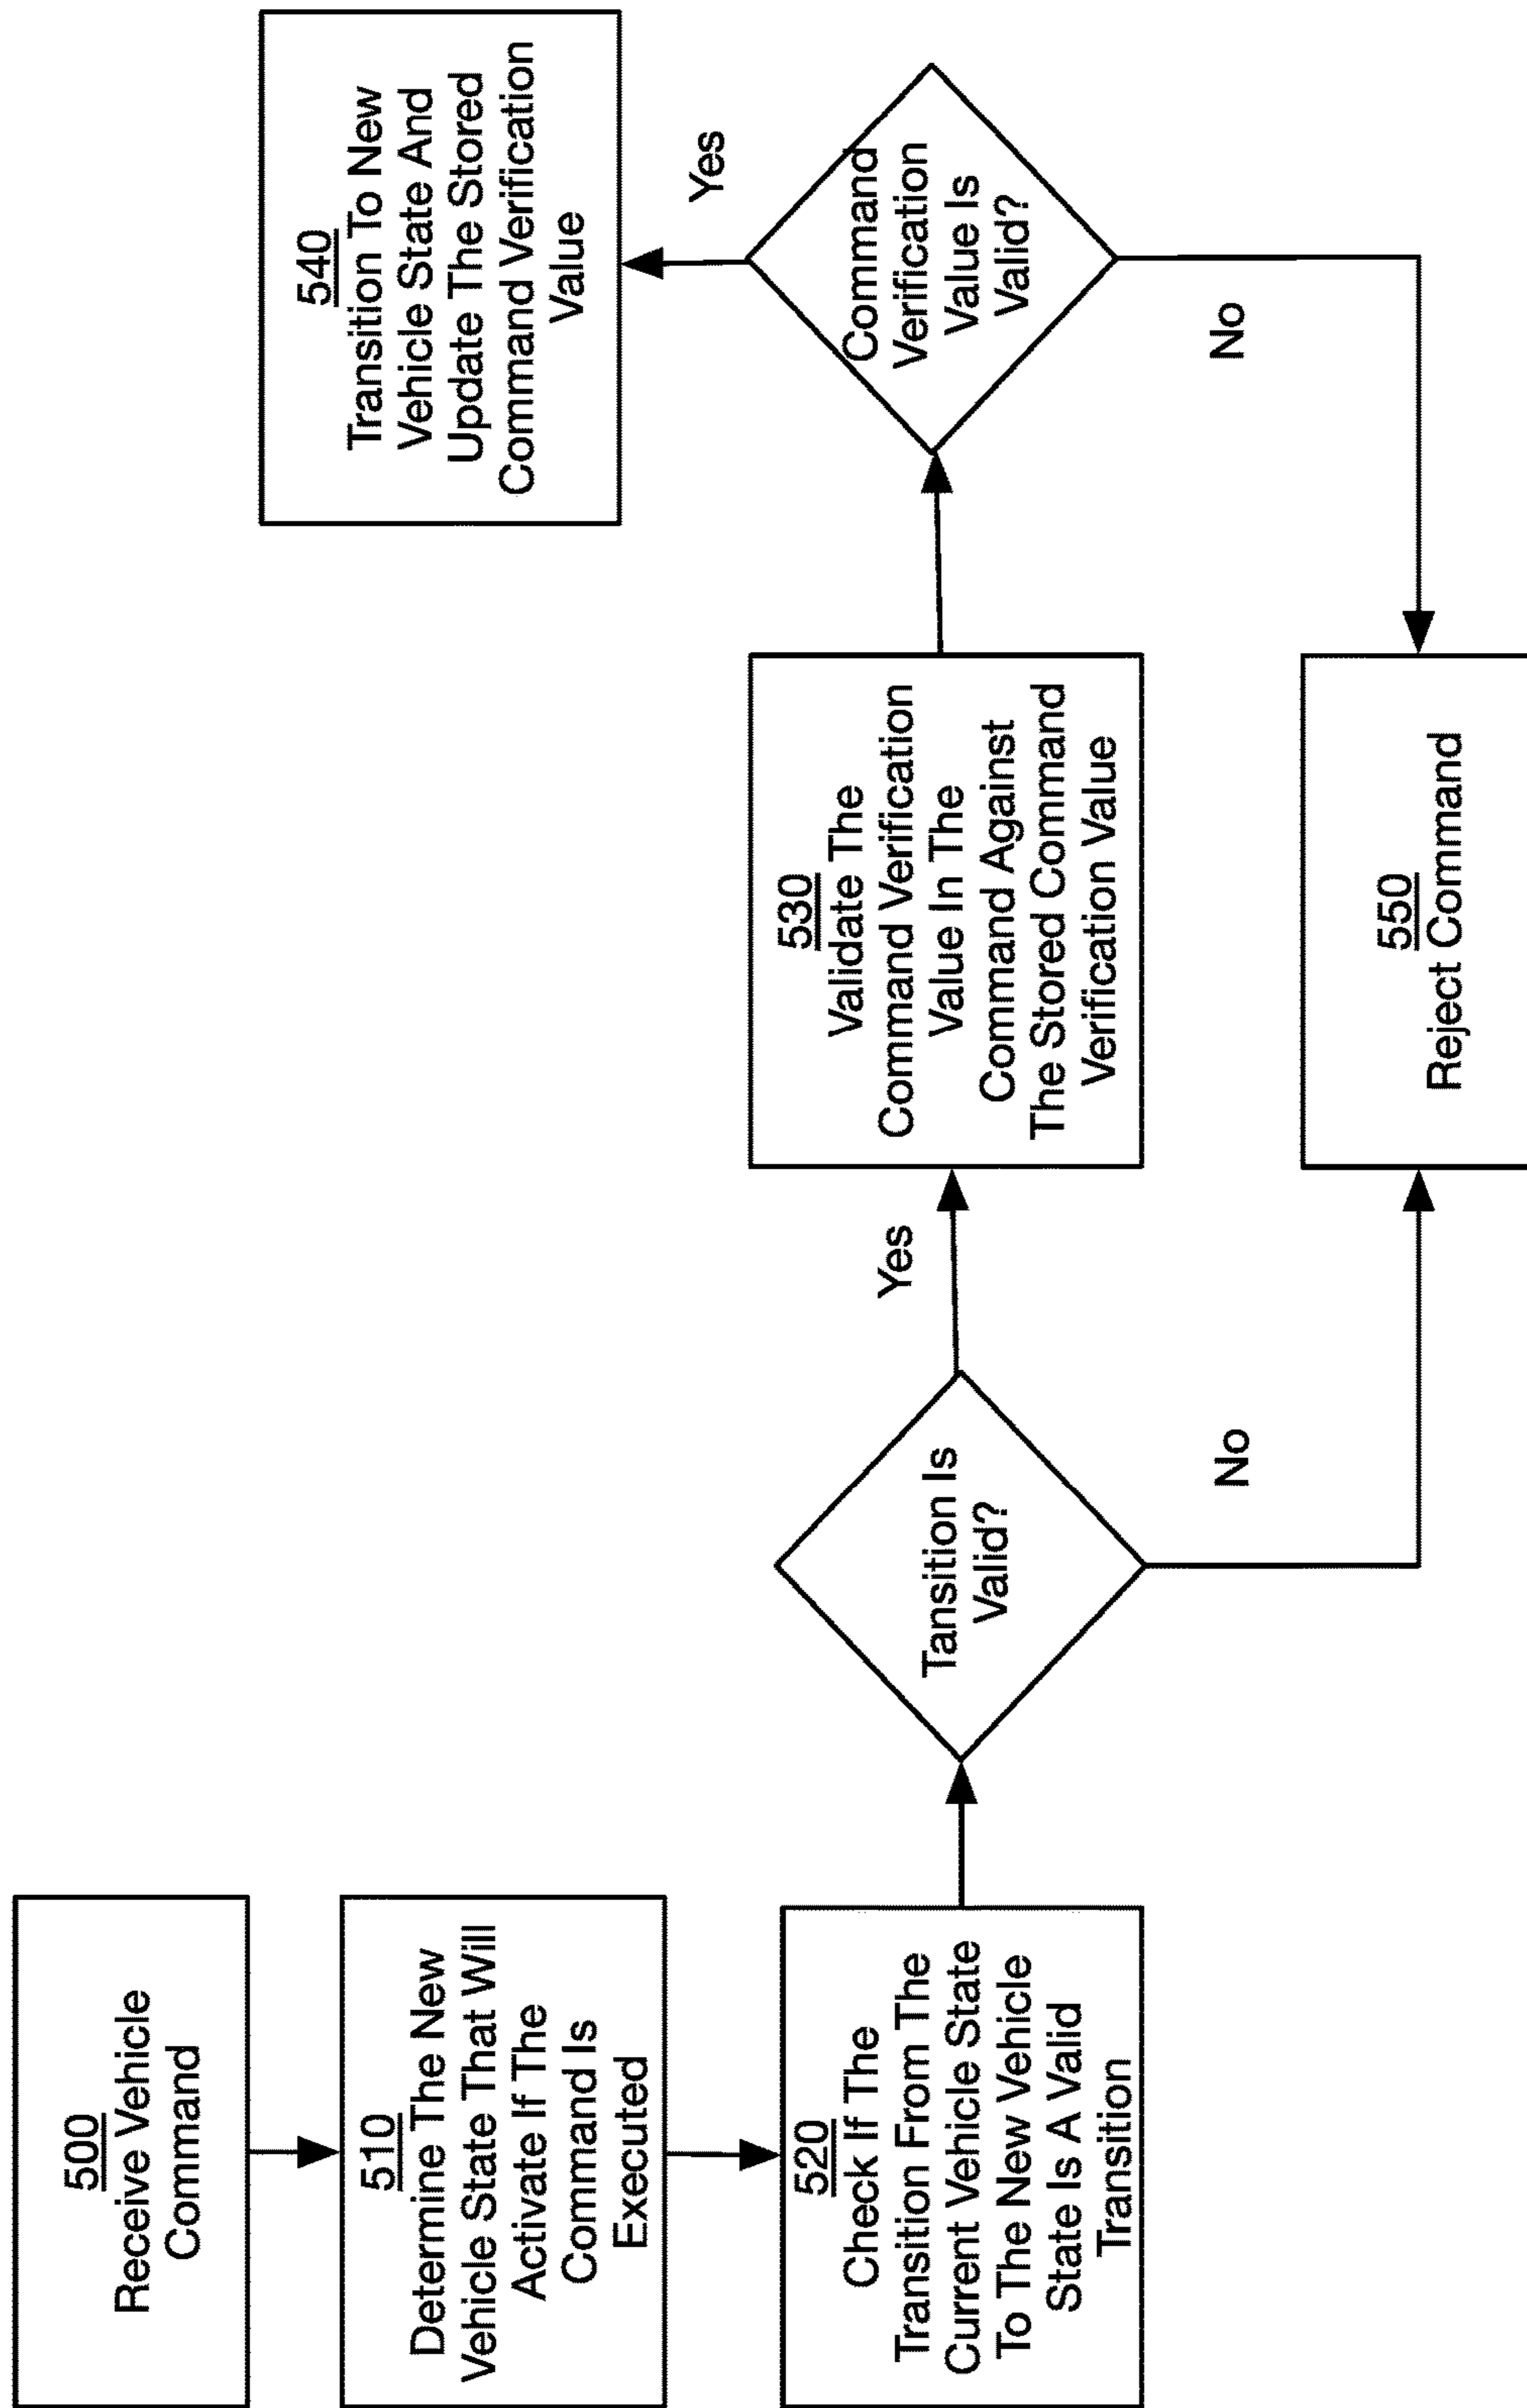 500
Receive Vehicle
Command
510
Determine The New
Vehicle State That Will
Activate If The
Command Is
Executed
520
Check If The
Transition From The
Current Vehicle State
To The New Vehicle
State Is A Valid
Transition
Tansition Is
Valid?
Yes
No
530
Validate The
Command Verification
Value In The
Command Against
The Stored Command
Verification Value
Command
Verification
Value Is
Valid?
Yes
No
540
Transition To New
Vehicle State And
Update The Stored
Command Verification
Value
550
Reject Command